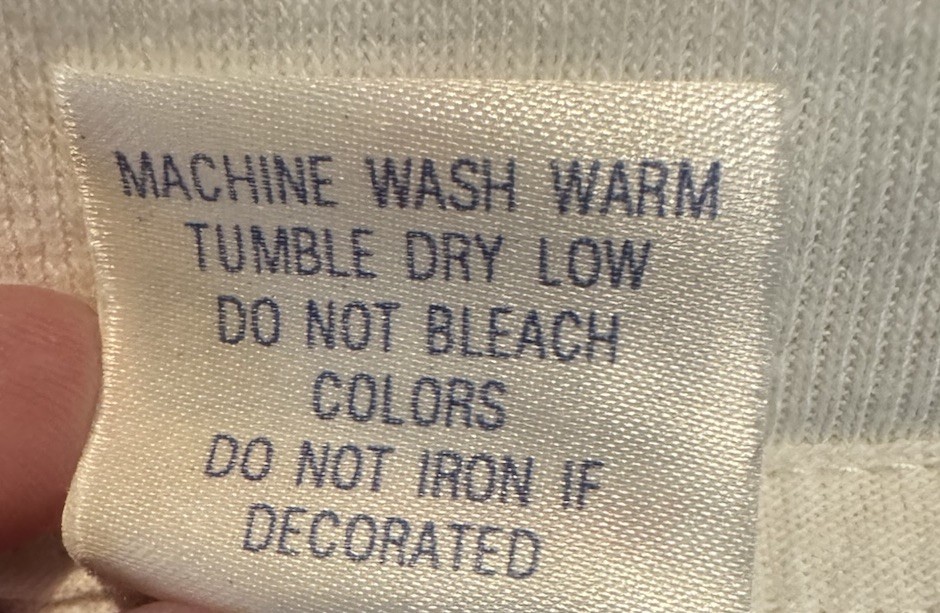 MACHINE WASH WARM
TUMBLE DRY LOW
DO NOT BLEACH
COLORS
DO NOT IRON IF
DECORATED